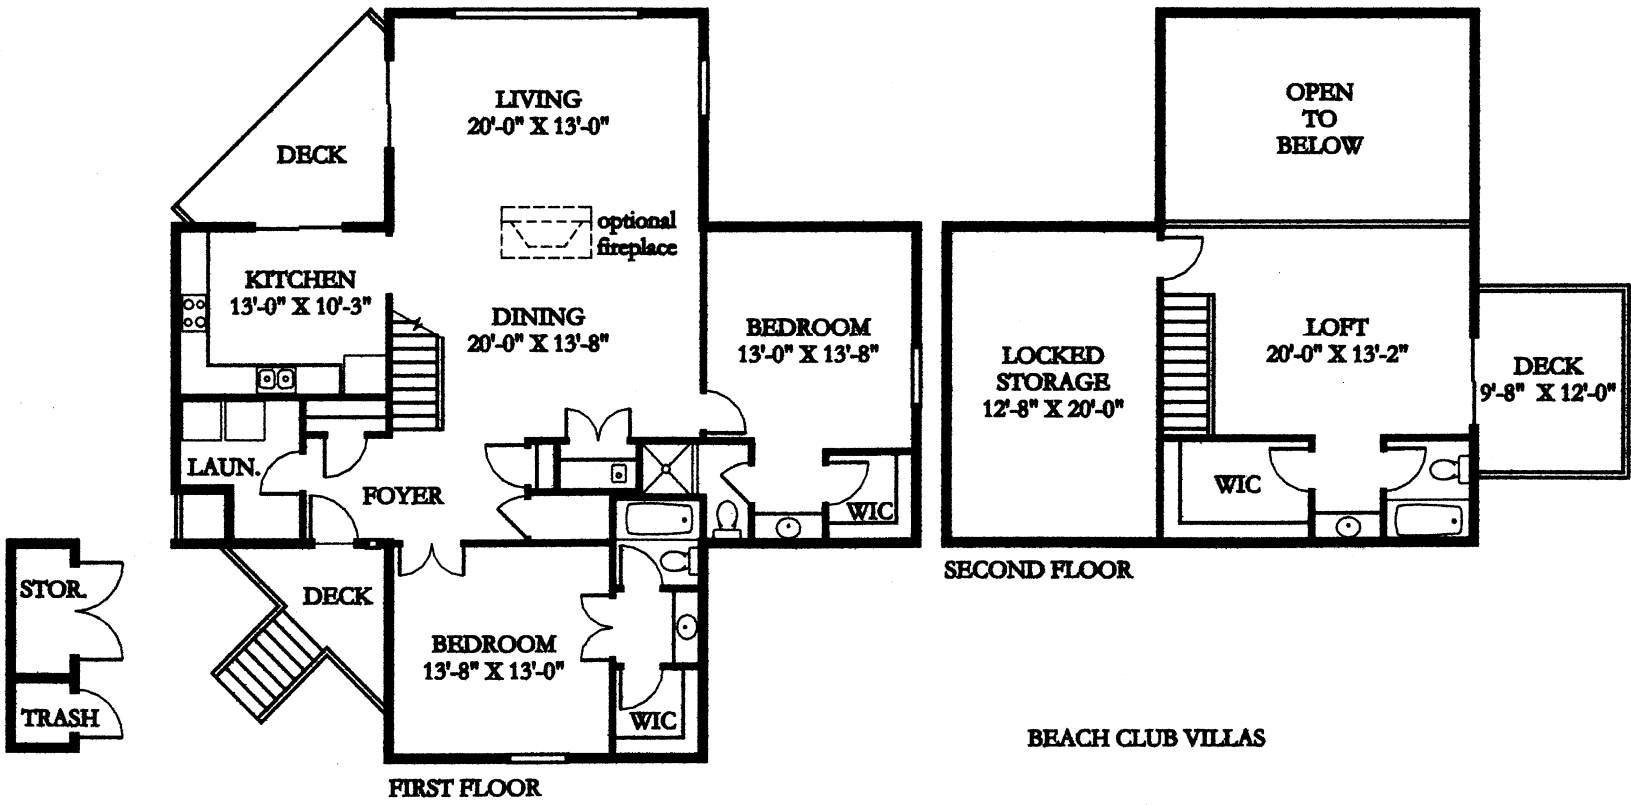 LIVING
20'-0" X 13'-0"
DECK
optional
fireplace
KITCHEN
13'-0" X 10'-3"
DINING
20'-0" X 13'-8"
BEDROOM
13'-0" X 13'-8"
LAUN.
FOYER
WIC
STOR.
DECK
BEDROOM
13'-8" X 13'-0"
TRASH
WIC
FIRST FLOOR
OPEN
TO
BELOW
LOFT
20'-0" X 13'-2"
LOCKED
STORAGE
12'-8" X 20'-0"
DECK
9'-8" X 12'-0"
WIC
SECOND FLOOR
BEACH CLUB VILLAS